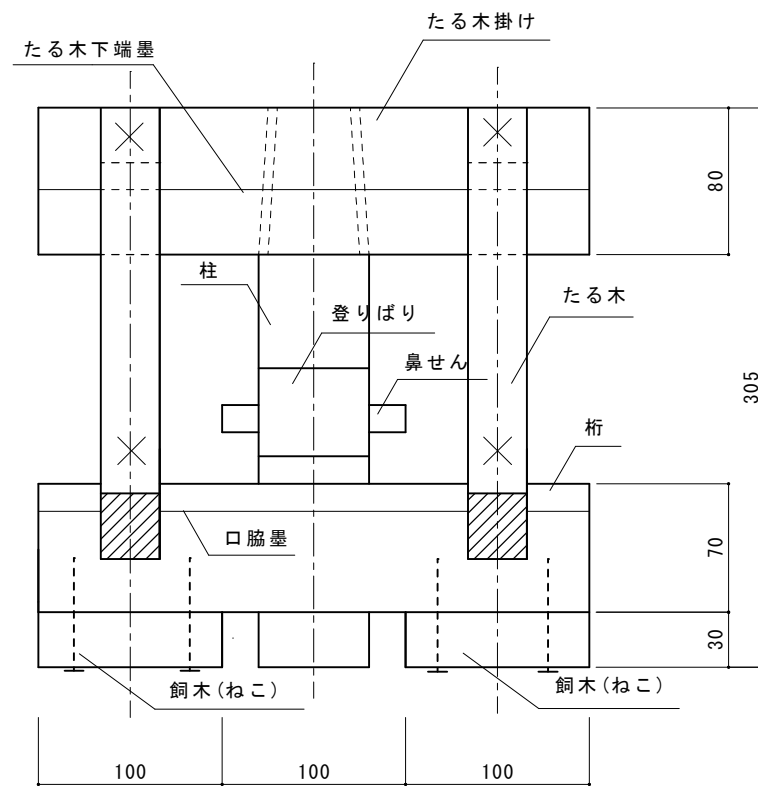 たる木掛け
たる木下端墨
80
柱
たる木
登りばり
鼻せん
305
桁
口脇墨
70
30
飼木(ねこ)
飼木(ねこ)
100
100
100